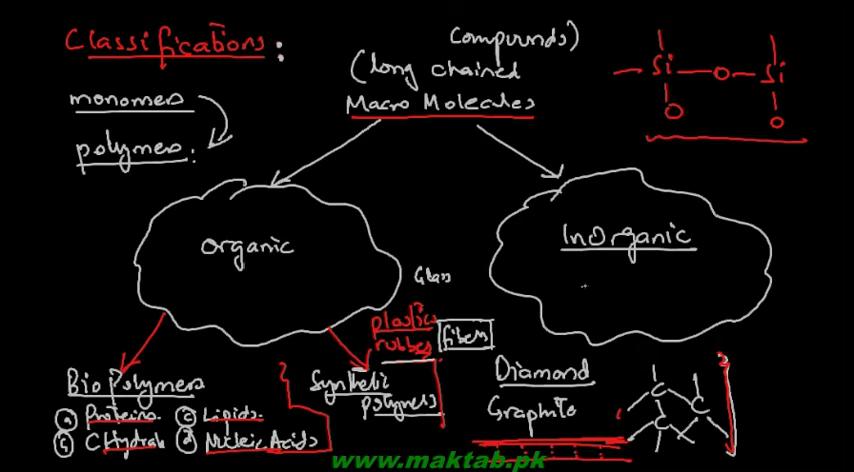 Classifications:
Compounds)
(long chained
Macro Molecules
monomers
polymers:
Si—O—Si
O O
Organic
InOrganic
Glass
plastics
rubber
fibers
BioPolymers
Synthetic
polymers
Diamond
Graphite
(a) Proteins (c) Lipids
CHydrat (d) Nucleic Acids
C
C C
www.maktab.pk